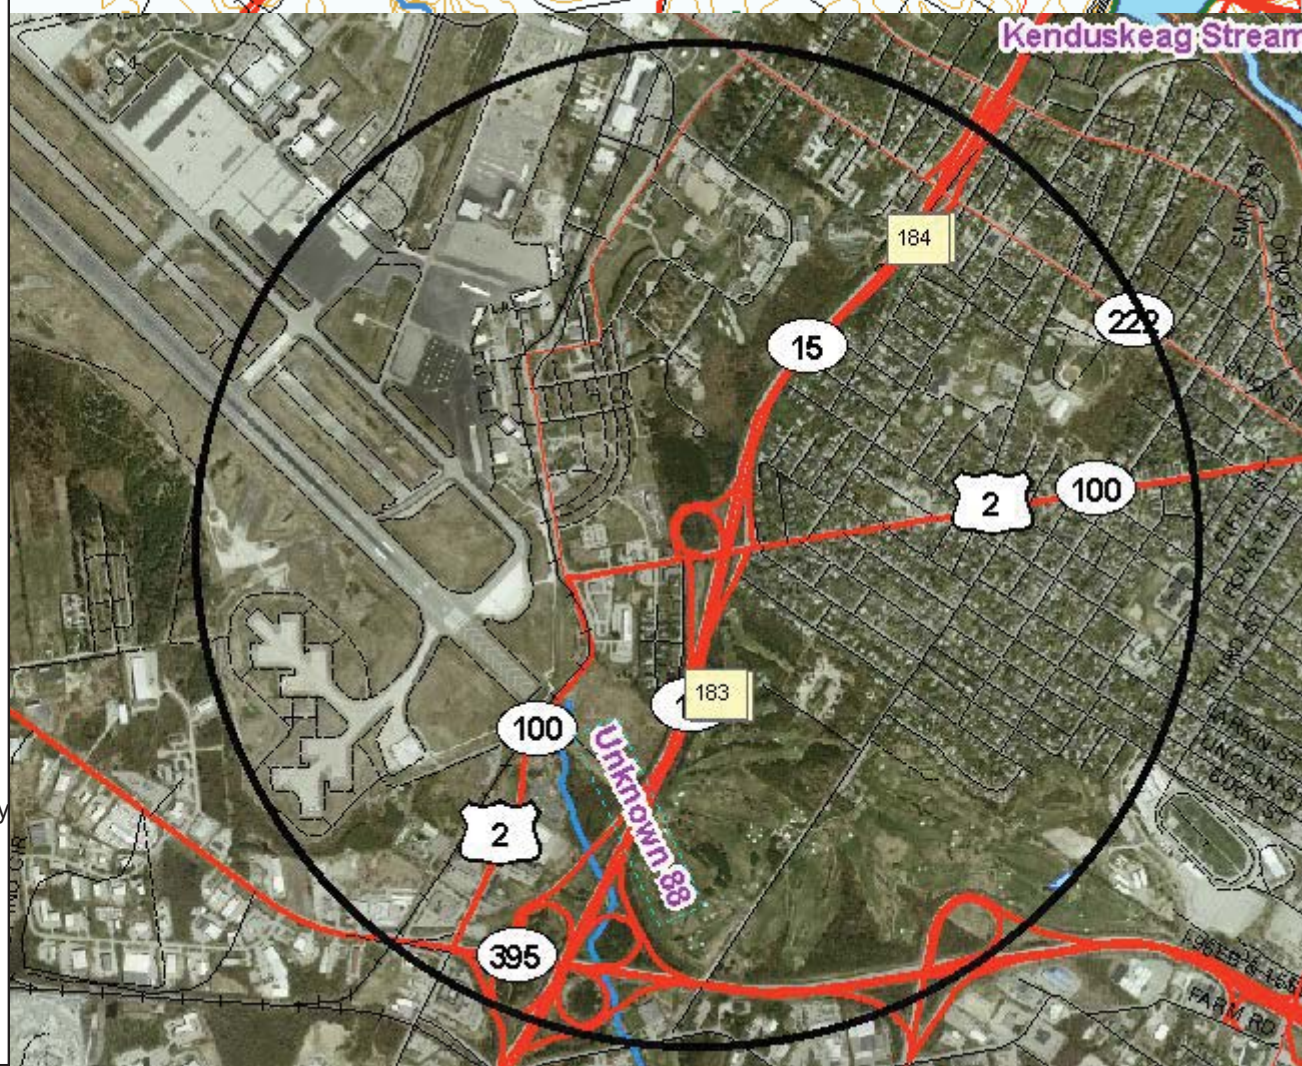 Kenduskeag Stream
SMITH ST
OHIO ST
184
222
15
UNION ST
2
100
FOURTH ST
THIRD ST
183
100
Unknown 88
LARKIN ST
LINCOLN ST
BUCK ST
2
395
FARM RD